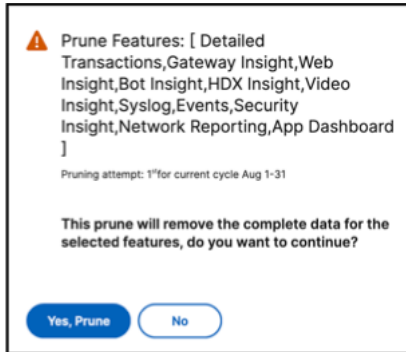 Prune Features: [ Detailed
Transactions,Gateway Insight,Web
Insight,Bot Insight,HDX Insight,Video
Insight,Syslog,Events,Security
Insight,Network Reporting,App Dashboard
]
Pruning attempt: 1stfor current cycle Aug 1-31
This prune will remove the complete data for the
selected features, do you want to continue?
Yes, Prune No